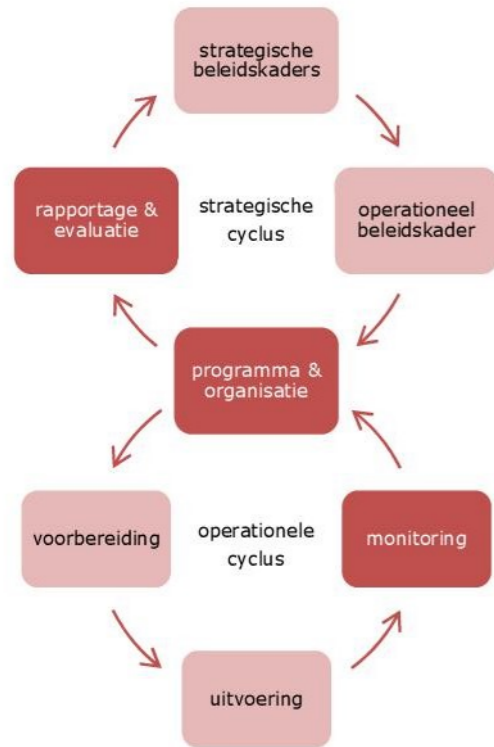 strategische
beleidskaders
rapportage &
evaluatie
strategische
cyclus
operationeel
beleidskader
programma &
organisatie
voorbereiding
operationele
cyclus
monitoring
uitvoering